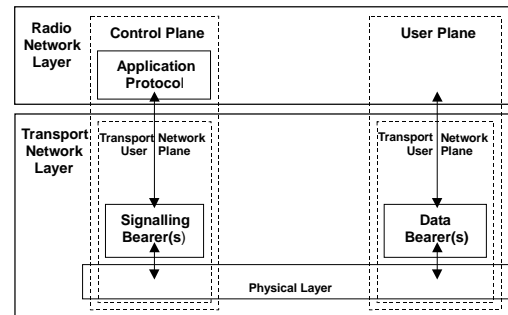 Radio
Network
Layer
Control Plane
User Plane
Application
Protocol
Transport
Network
Layer
Transport Network
User Plane
Transport Network
User Plane
Signalling
Bearer(s)
Data
Bearer(s)
Physical Layer